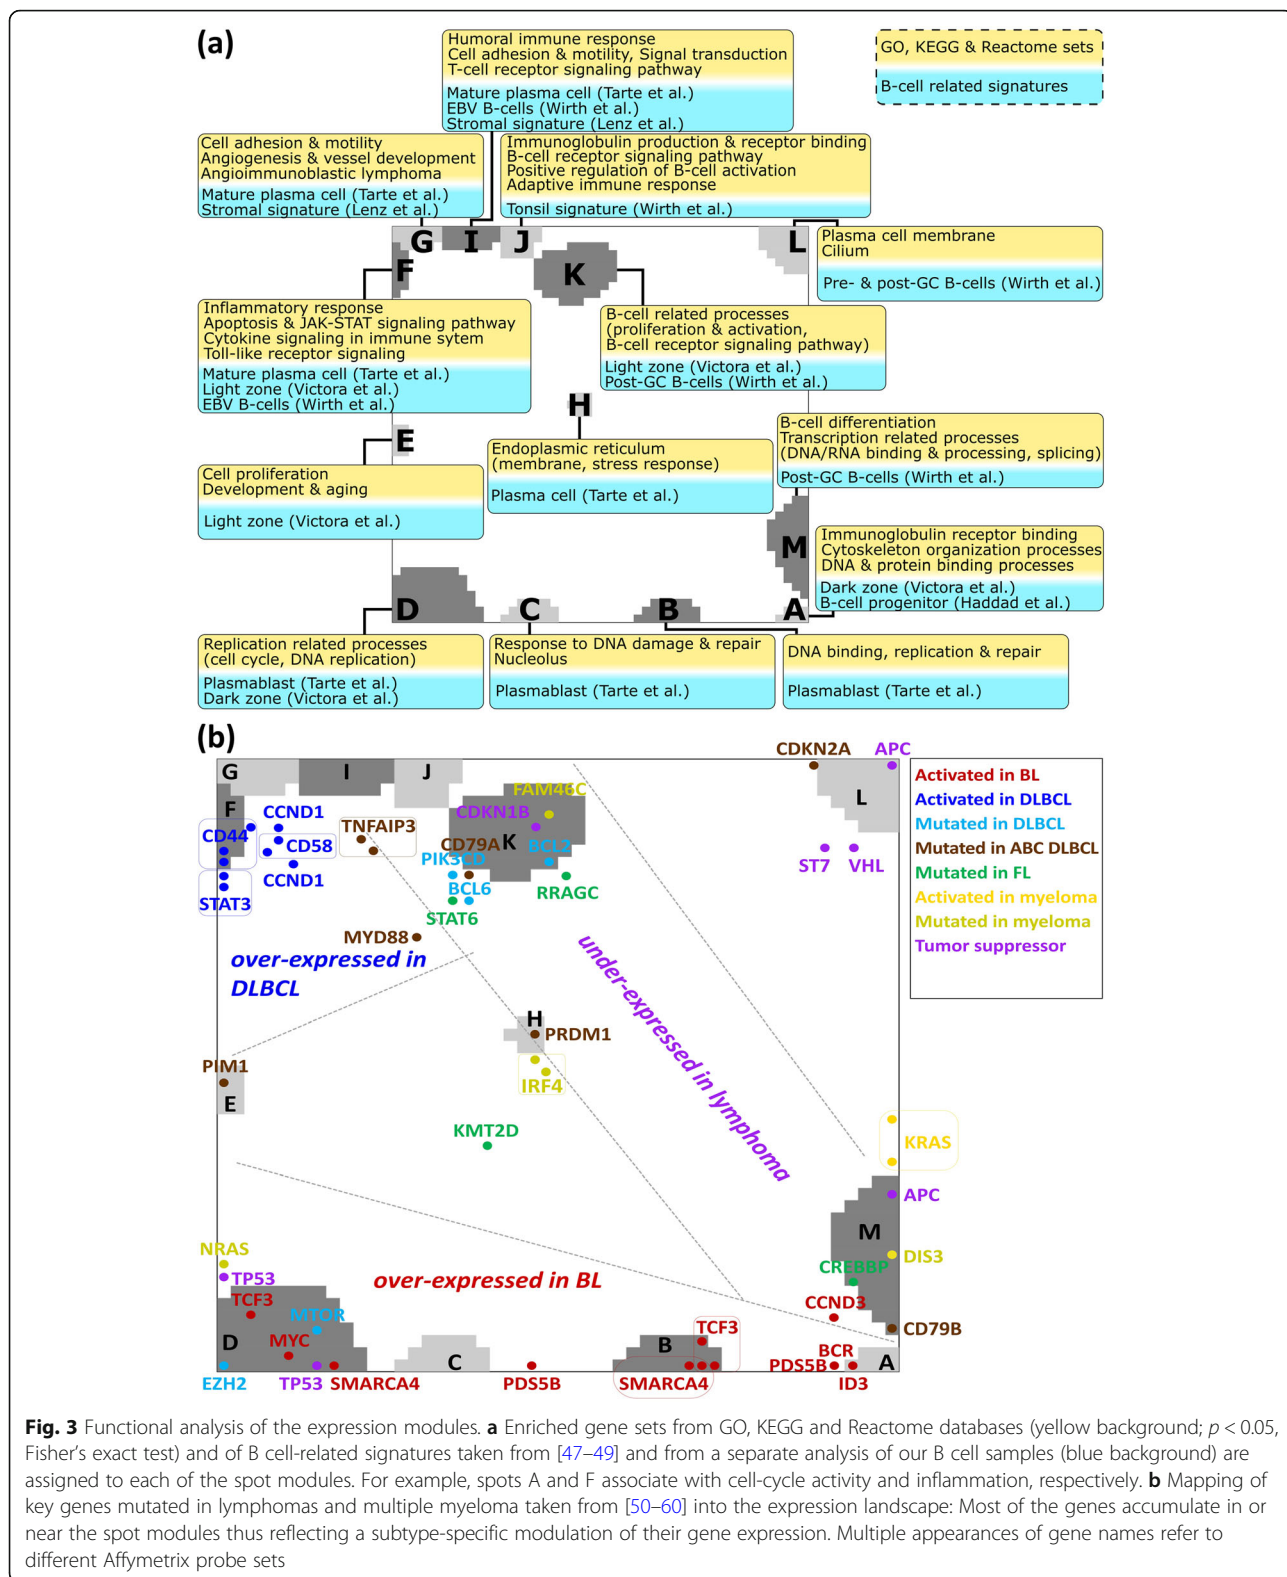 (a)
Humoral immune response
Cell adhesion & motility, Signal transduction
T-cell receptor signaling pathway
Mature plasma cell (Tarte et al.)
EBV B-cells (Wirth et al.)
Stromal signature (Lenz et al.)
GO, KEGG & Reactome sets
B-cell related signatures
Cell adhesion & motility
Angiogenesis & vessel development
Angioimmunoblastic lymphoma
Mature plasma cell (Tarte et al.)
Stromal signature (Lenz et al.)
Immunoglobulin production & receptor binding
B-cell receptor signaling pathway
Positive regulation of B-cell activation
Adaptive immune response
Tonsil signature (Wirth et al.)
G
I
J
L
F
K
Plasma cell membrane
Cilium
Pre- & post-GC B-cells (Wirth et al.)
Inflammatory response
Apoptosis & JAK-STAT signaling pathway
Cytokine signaling in immune sytem
Toll-like receptor signaling
Mature plasma cell (Tarte et al.)
Light zone (Victora et al.)
EBV B-cells (Wirth et al.)
B-cell related processes
(proliferation & activation,
B-cell receptor signaling pathway)
Light zone (Victora et al.)
Post-GC B-cells (Wirth et al.)
H
E
Endoplasmic reticulum
(membrane, stress response)
Plasma cell (Tarte et al.)
B-cell differentiation
Transcription related processes
(DNA/RNA binding & processing, splicing)
Post-GC B-cells (Wirth et al.)
Cell proliferation
Development & aging
Light zone (Victora et al.)
M
Immunoglobulin receptor binding
Cytoskeleton organization processes
DNA & protein binding processes
Dark zone (Victora et al.)
B-cell progenitor (Haddad et al.)
D
C
B
A
Replication related processes
(cell cycle, DNA replication)
Plasmablast (Tarte et al.)
Dark zone (Victora et al.)
Response to DNA damage & repair
Nucleolus
Plasmablast (Tarte et al.)
DNA binding, replication & repair
Plasmablast (Tarte et al.)
(b)
CDKN2A
APC
G
I
J
L
F
K
CCND1
CD44
CD58
CCND1
STAT3
TNFAIP3
FAM46C
CDKN1B
CD79A
BCL2
PIK3CD
BCL6
RRAGC
STAT6
MYD88
ST7
VHL
Activated in BL
Activated in DLBCL
Mutated in DLBCL
Mutated in ABC DLBCL
Mutated in FL
Activated in myeloma
Mutated in myeloma
Tumor suppressor
over-expressed in
DLBCL
under-expressed in lymphoma
H
PRDM1
IRF4
PIM1
E
KMT2D
KRAS
APC
M
DIS3
CREBBP
CCND3
CD79B
NRAS
TP53
TCF3
MTOR
over-expressed in BL
D
MYC
C
B
TCF3
BCR
A
EZH2
TP53
SMARCA4
PDS5B
SMARCA4
PDS5B
ID3
Fig. 3 Functional analysis of the expression modules. a Enriched gene sets from GO, KEGG and Reactome databases (yellow background; p < 0.05,
Fisher's exact test) and of B cell-related signatures taken from [47–49] and from a separate analysis of our B cell samples (blue background) are
assigned to each of the spot modules. For example, spots A and F associate with cell-cycle activity and inflammation, respectively. b Mapping of
key genes mutated in lymphomas and multiple myeloma taken from [50–60] into the expression landscape: Most of the genes accumulate in or
near the spot modules thus reflecting a subtype-specific modulation of their gene expression. Multiple appearances of gene names refer to
different Affymetrix probe sets